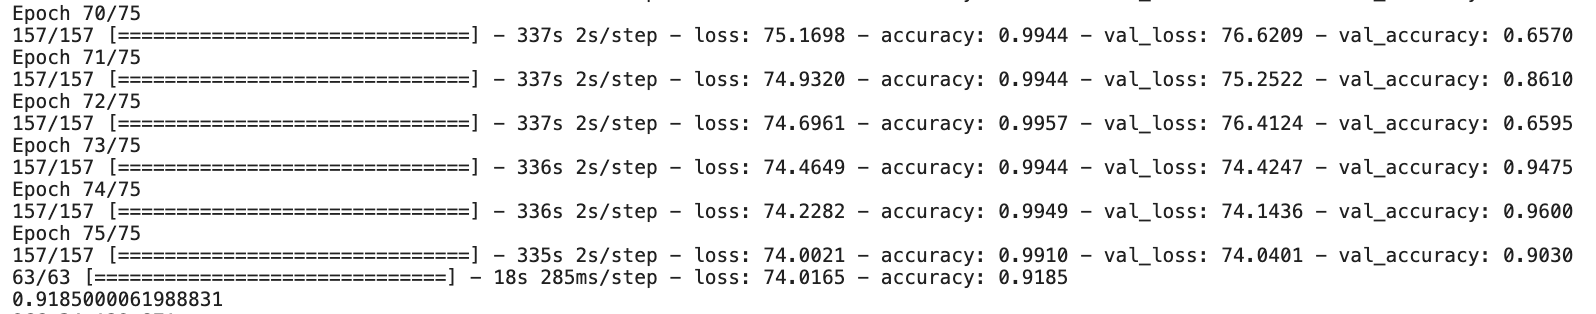 Epoch 70/75
157/157 [==============================] - 337s 2s/step - loss: 75.1698 - accuracy: 0.9944 - val_loss: 76.6209 - val_accuracy: 0.6570
Epoch 71/75
157/157 [==============================] - 337s 2s/step - loss: 74.9320 - accuracy: 0.9944 - val_loss: 75.2522 - val_accuracy: 0.8610
Epoch 72/75
157/157 [==============================] - 337s 2s/step - loss: 74.6961 - accuracy: 0.9957 - val_loss: 76.4124 - val_accuracy: 0.6595
Epoch 73/75
157/157 [==============================] - 336s 2s/step - loss: 74.4649 - accuracy: 0.9944 - val_loss: 74.4247 - val_accuracy: 0.9475
Epoch 74/75
157/157 [==============================] - 336s 2s/step - loss: 74.2282 - accuracy: 0.9949 - val_loss: 74.1436 - val_accuracy: 0.9600
Epoch 75/75
157/157 [==============================] - 335s 2s/step - loss: 74.0021 - accuracy: 0.9910 - val_loss: 74.0401 - val_accuracy: 0.9030
63/63 [==============================] - 18s 285ms/step - loss: 74.0165 - accuracy: 0.9185
0.9185000061988831